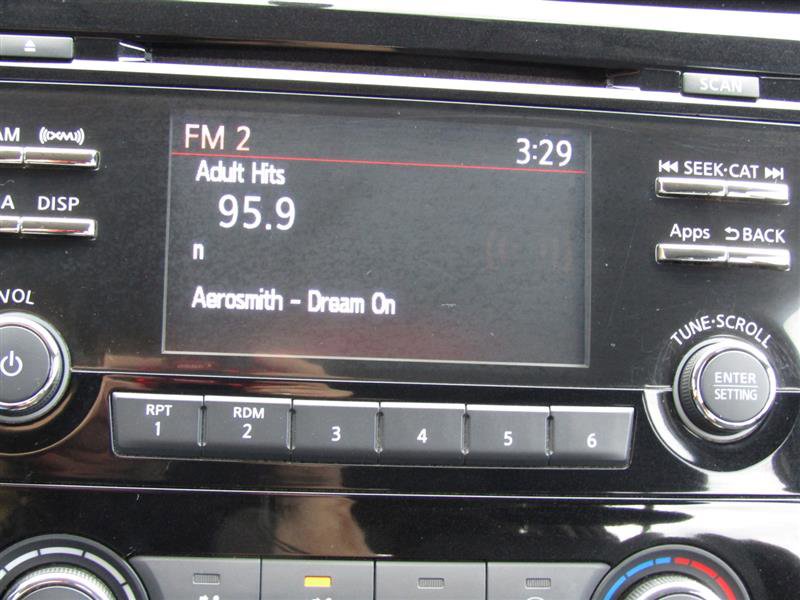 SCAN
FM 2
3:29
AM
XM
SEEK·CAT
Adult Hits
95.9
DISP
n
Apps
BACK
Aerosmith - Dream On
VOL
TUNE·SCROLL
ENTER
SETTING
RPT
1
RDM
2
3
4
5
6